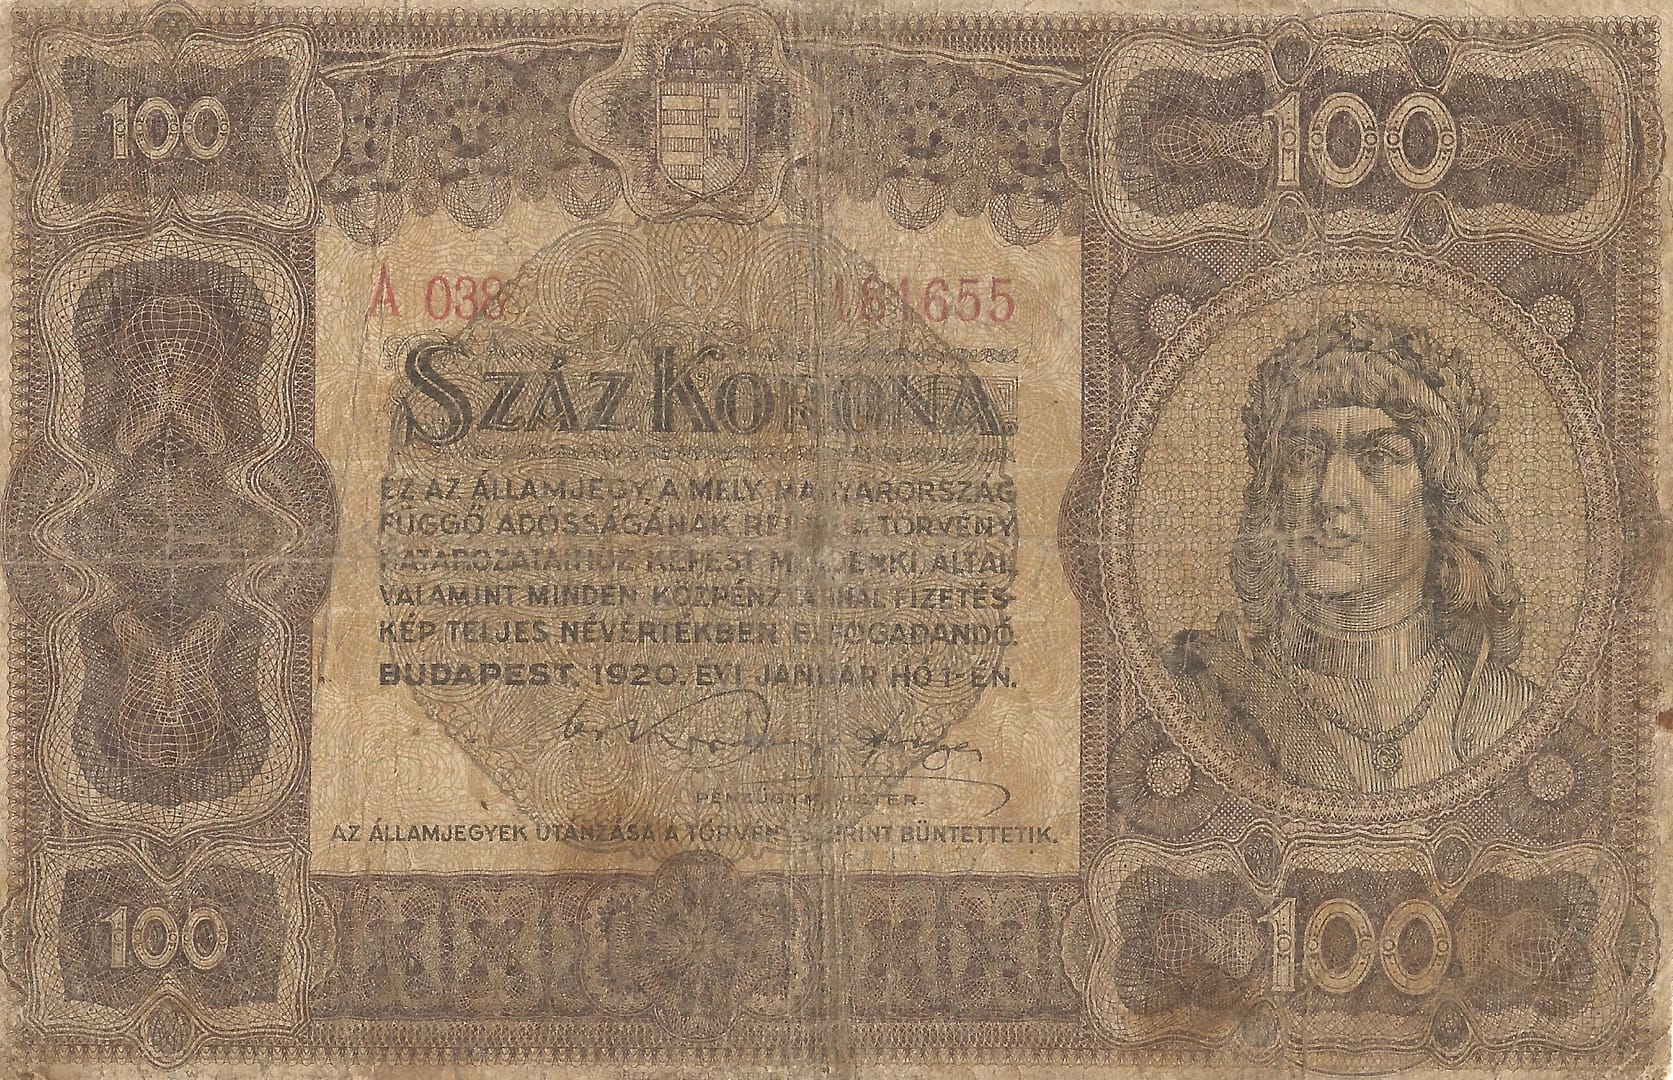 100
100
A 038
161655
SZÁZ KORONA.
EZ AZ ÁLLAMJEGY, A MELY MAGYARORSZÁG
FÜGGŐ ADÓSSÁGÁNAK RÉSZE, A TÖRVÉNY
HATÁROZATAIHOZ KÉPEST MINDENKI ÁLTAL,
VALAMINT MINDEN KÖZPÉNZTÁRNÁL FIZETÉS-
KÉP TELJES NÉVÉRTÉKBEN ELFOGADANDÓ.
BUDAPEST, 1920. ÉVI JANUÁR HÓ 1-ÉN.
PÉNZÜGYMINISZTER.
AZ ÁLLAMJEGYEK UTÁNZÁSA A TÖRVÉNY SZERINT BÜNTETTETIK.
100
100